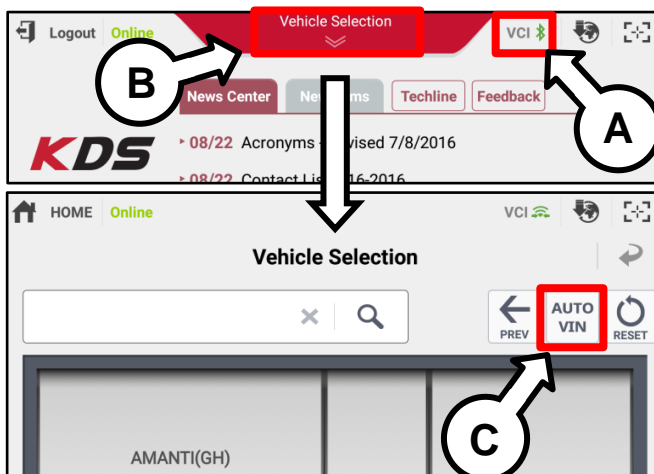 Logout Online
Vehicle Selection
VCI
B
A
News Center
Techline
Feedback
KDS
08/22 Acronyms - 7/8/2016
08/22 Contact
HOME Online
VCI
Vehicle Selection
PREV
AUTO
VIN
RESET
C
AMANTI(GH)